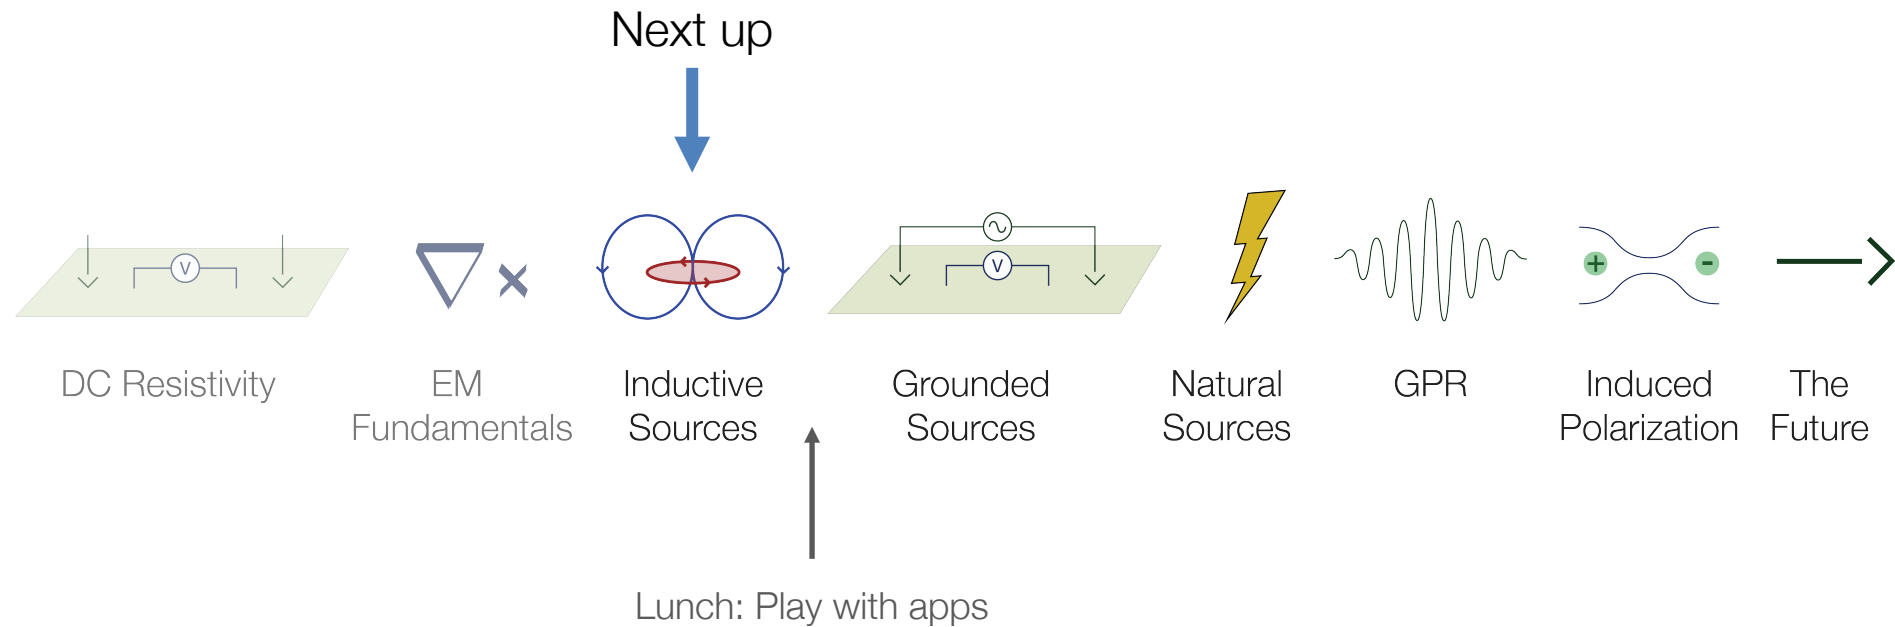 Next up
V
V
+
-
DC Resistivity
EM
Fundamentals
Inductive
Sources
Grounded
Sources
Natural
Sources
GPR
Induced
Polarization
The
Future
Lunch: Play with apps